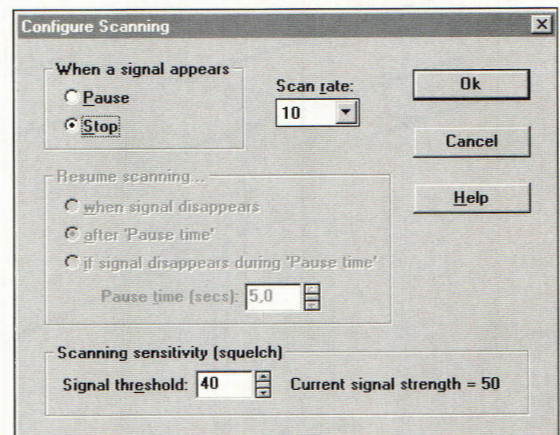 Configure Scanning
When a signal appears
Pause
Stop
Scan rate:
10
Ok
Cancel
Help
Resume scanning...
when signal disappears
after 'Pause time'
if signal disappears during 'Pause time'
Pause time (secs): 5,0
Scanning sensitivity (squelch)
Signal threshold: 40 Current signal strength = 50